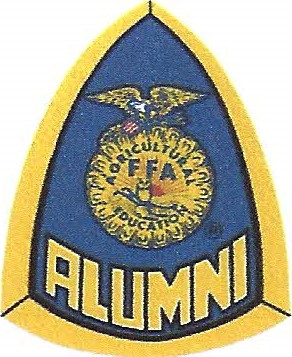 AGRICULTURAL
FFA
EDUCATION
®
ALUMNI